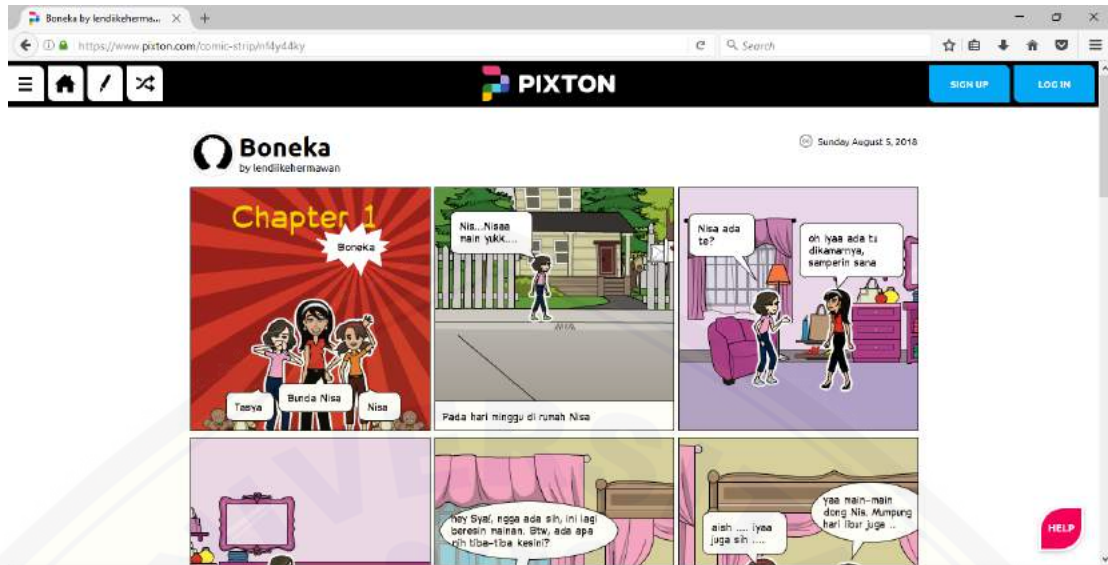 Boneka by lendiikeherma...
https://www.pixton.com/comic-strip/nf4y44ky
Search
PIXTON
SIGN UP
LOG IN
Boneka
by lendiikehermawan
Sunday August 5, 2018
Chapter 1
Boneka
Tasya
Bunda Nisa
Nisa
Nis...Nisaa
main yukk....
Pada hari minggu di rumah Nisa
Nisa ada
te?
oh iyaa ada tu
dikamarnya,
samperin sana
hey Sya!, ngga ada sih, ini lagi
beresin mainan. Btw, ada apa
nih tiba-tiba kesini?
aish .... iyaa
juga sih ....
yaa main-main
dong Nis. Mumpung
hari libur juga ..
HELP